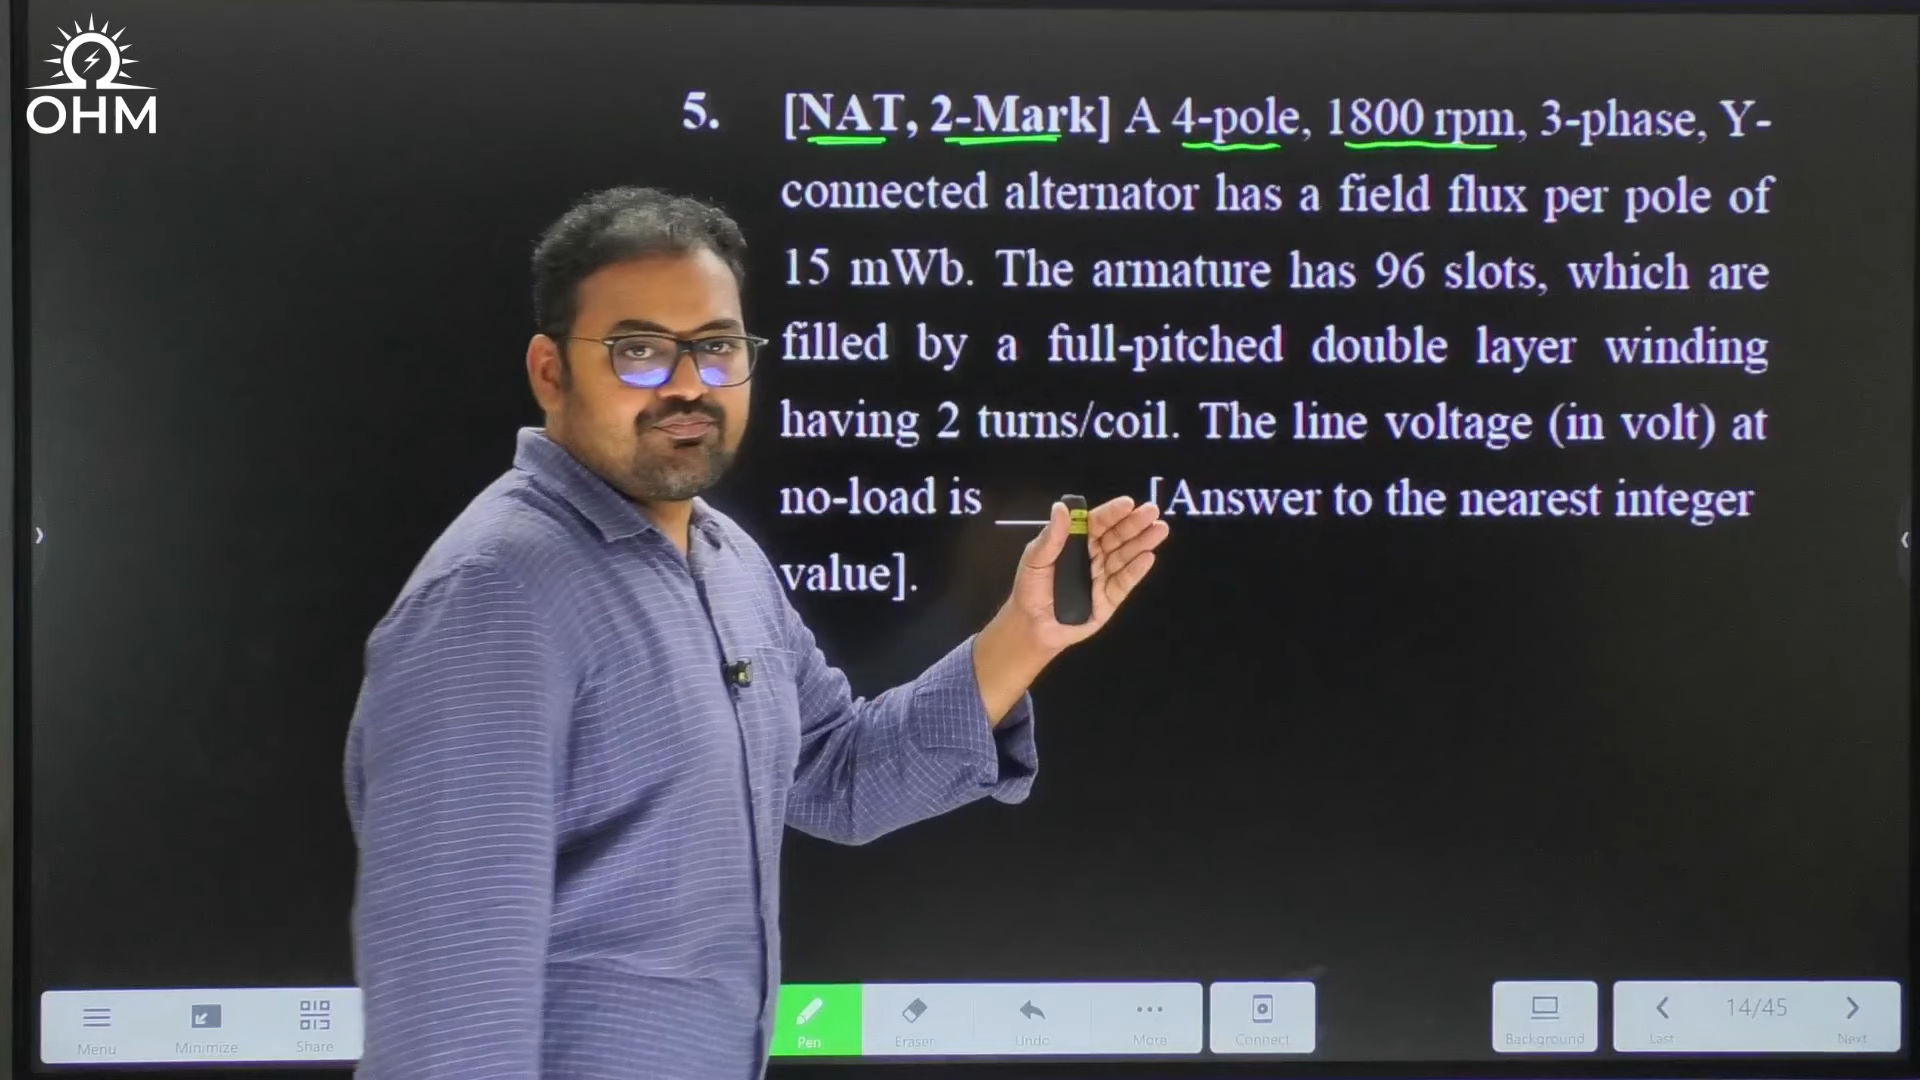 OHM
5. [NAT, 2-Mark] A 4-pole, 1800 rpm, 3-phase, Y-
connected alternator has a field flux per pole of
15 mWb. The armature has 96 slots, which are
filled by a full-pitched double layer winding
having 2 turns/coil. The line voltage (in volt) at
no-load is ____ [Answer to the nearest integer
value].
Menu Minimize Share Pen Eraser Undo More Connect Background Last 14/45 Next